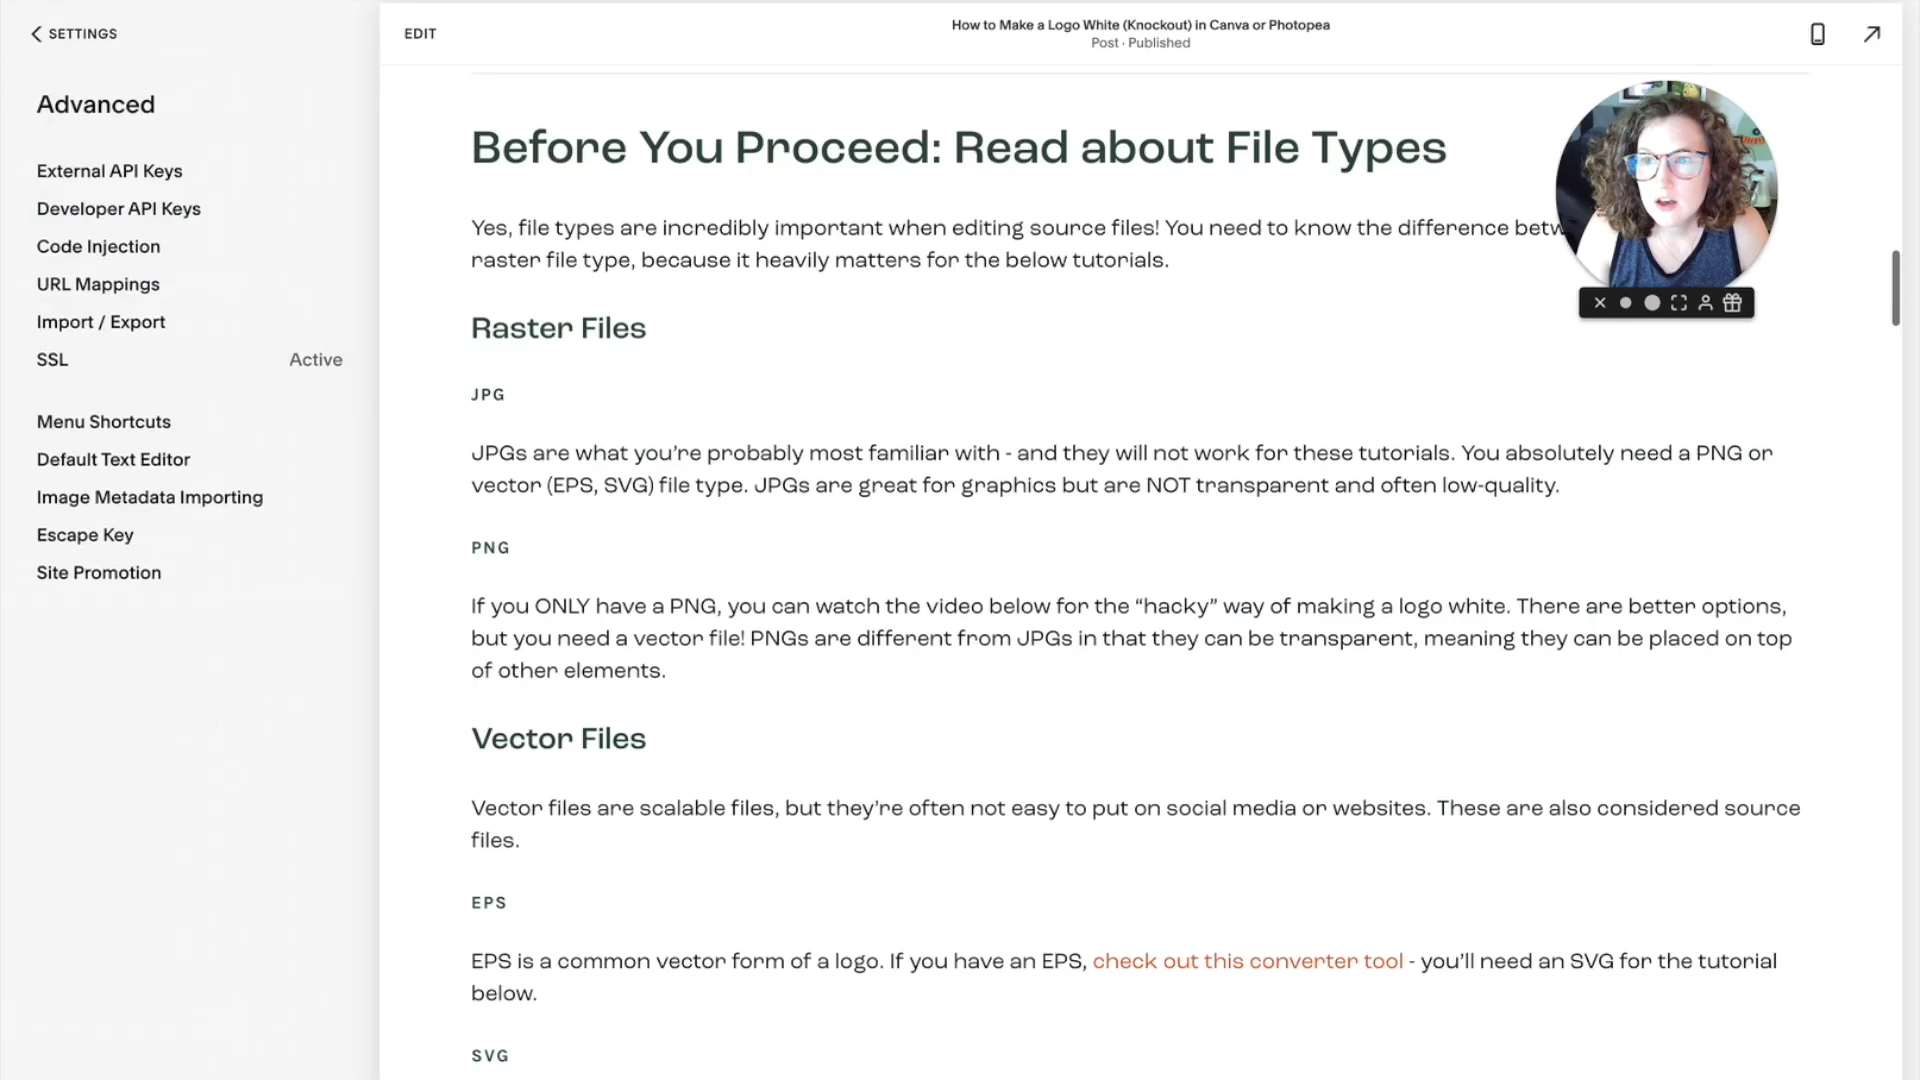 SETTINGS
Advanced
External API Keys
Developer API Keys
Code Injection
URL Mappings
Import / Export
SSL Active
Menu Shortcuts
Default Text Editor
Image Metadata Importing
Escape Key
Site Promotion
EDIT
How to Make a Logo White (Knockout) in Canva or Photopea
Post · Published
Before You Proceed: Read about File Types
Yes, file types are incredibly important when editing source files! You need to know the difference
raster file type, because it heavily matters for the below tutorials.
Raster Files
JPG
JPGs are what you’re probably most familiar with - and they will not work for these tutorials. You absolutely need a PNG or
vector (EPS, SVG) file type. JPGs are great for graphics but are NOT transparent and often low-quality.
PNG
If you ONLY have a PNG, you can watch the video below for the “hacky” way of making a logo white. There are better options,
but you need a vector file! PNGs are different from JPGs in that they can be transparent, meaning they can be placed on top
of other elements.
Vector Files
Vector files are scalable files, but they’re often not easy to put on social media or websites. These are also considered source
files.
EPS
EPS is a common vector form of a logo. If you have an EPS, check out this converter tool - you’ll need an SVG for the tutorial
below.
SVG